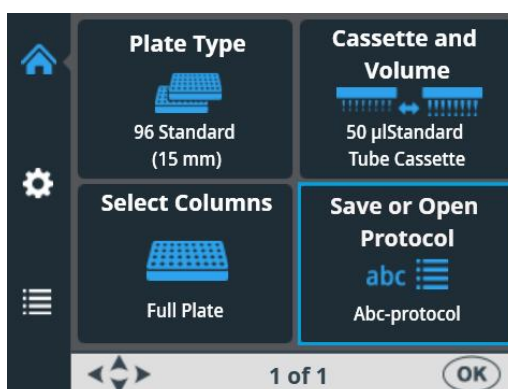 Plate Type
96 Standard
(15 mm)
Cassette and
Volume
50 µlStandard
Tube Cassette
Select Columns
Full Plate
Save or Open
Protocol
abc
Abc-protocol
1 of 1
OK